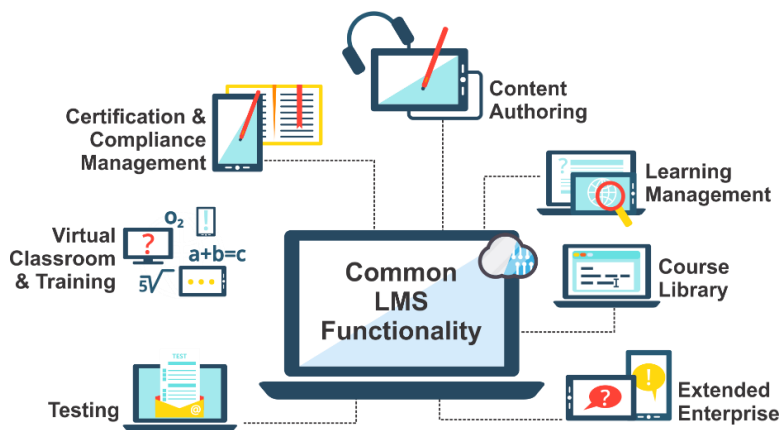 Content
Authoring
Certification &
Compliance
Management
Learning
Management
O₂
!
?
Virtual
Classroom
& Training
?
a+b=c
5√
Common
LMS
Functionality
Course
Library
TEST
@
Testing
!
?
Extended
Enterprise